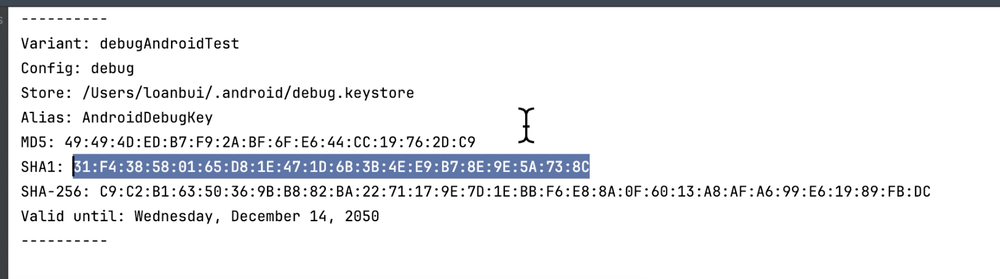 s
----------
Variant: debugAndroidTest
Config: debug
Store: /Users/loanbui/.android/debug.keystore
Alias: AndroidDebugKey
MD5: 49:49:4D:ED:B7:F9:2A:BF:6F:E6:44:CC:19:76:2D:C9
SHA1: 31:F4:38:58:01:65:D8:1E:47:1D:6B:3B:4E:E9:B7:8E:9E:5A:73:8C
SHA-256: C9:C2:B1:63:50:36:9B:B8:82:BA:22:71:17:9E:7D:1E:BB:F6:E8:8A:0F:60:13:A8:AF:A6:99:E6:19:89:FB:DC
Valid until: Wednesday, December 14, 2050
----------